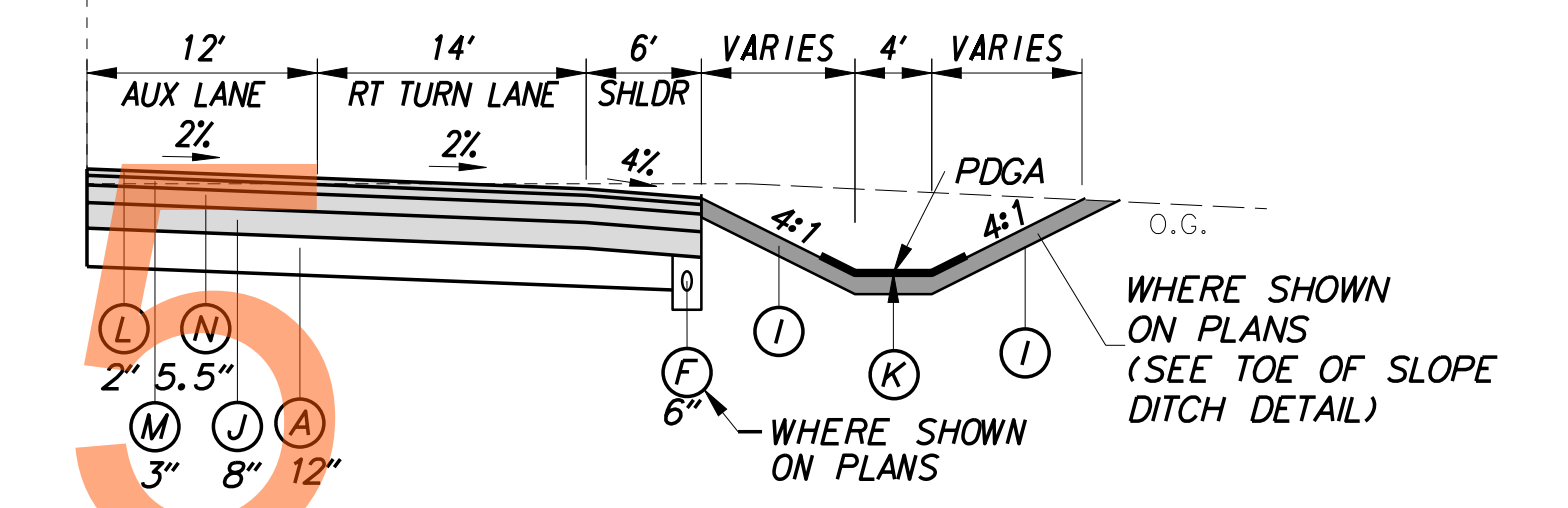 12' 14' 6' VARIES 4' VARIES
AUX LANE RT TURN LANE SHLDR
2% 2% 4%
PDGA
4:1 4:1
O.G.
WHERE SHOWN
ON PLANS
(SEE TOE OF SLOPE
DITCH DETAIL)
L N I I
2" 5.5" F K
6"
M J A
3" 8" 12"
WHERE SHOWN
ON PLANS
5